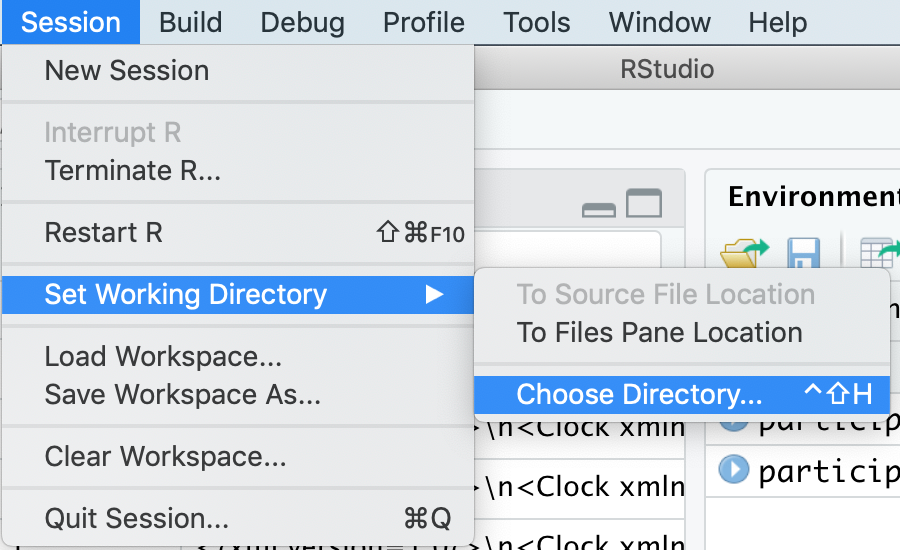 Session Build Debug Profile Tools Window Help
RStudio
New Session
Interrupt R
Terminate R...
Restart R ⇧⌘F10
Set Working Directory ▶
Load Workspace...
Save Workspace As...
Clear Workspace...
Quit Session... ⌘Q
Environmen
To Source File Location
To Files Pane Location
Choose Directory... ^⇧H
>\n<Clock xmln
>\n<Clock xmln
\n<Clock xmln
particip
particip